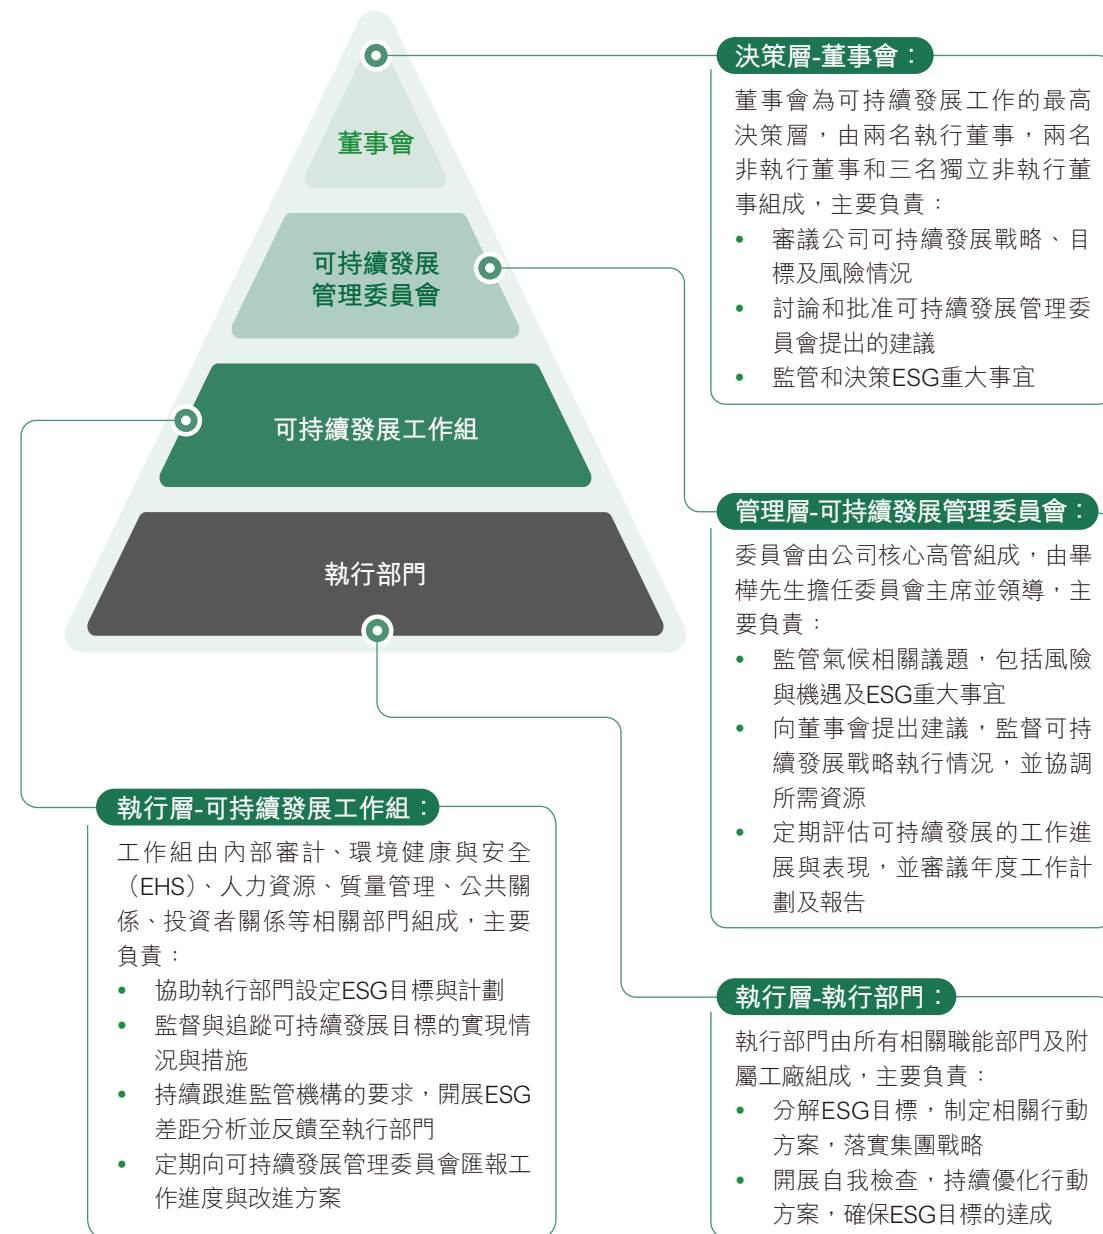 董事會
可持續發展
管理委員會
可持續發展工作組
執行部門
決策層-董事會：
董事會為可持續發展工作的最高
決策層，由兩名執行董事，兩名
非執行董事和三名獨立非執行董
事組成，主要負責：
• 審議公司可持續發展戰略、目
標及風險情況
• 討論和批准可持續發展管理委
員會提出的建議
• 監管和決策ESG重大事宜
管理層-可持續發展管理委員會：
委員會由公司核心高管組成，由畢
樺先生擔任委員會主席並領導，主
要負責：
• 監管氣候相關議題，包括風險
與機遇及ESG重大事宜
• 向董事會提出建議，監督可持
續發展戰略執行情況，並協調
所需資源
• 定期評估可持續發展的工作進
展與表現，並審議年度工作計
劃及報告
執行層-可持續發展工作組：
工作組由內部審計、環境健康與安全
（EHS）、人力資源、質量管理、公共關
係、投資者關係等相關部門組成，主要
負責：
• 協助執行部門設定ESG目標與計劃
• 監督與追蹤可持續發展目標的實現情
況與措施
• 持續跟進監管機構的要求，開展ESG
差距分析並反饋至執行部門
• 定期向可持續發展管理委員會匯報工
作進度與改進方案
執行層-執行部門：
執行部門由所有相關職能部門及附
屬工廠組成，主要負責：
• 分解ESG目標，制定相關行動
方案，落實集團戰略
• 開展自我檢查，持續優化行動
方案，確保ESG目標的達成